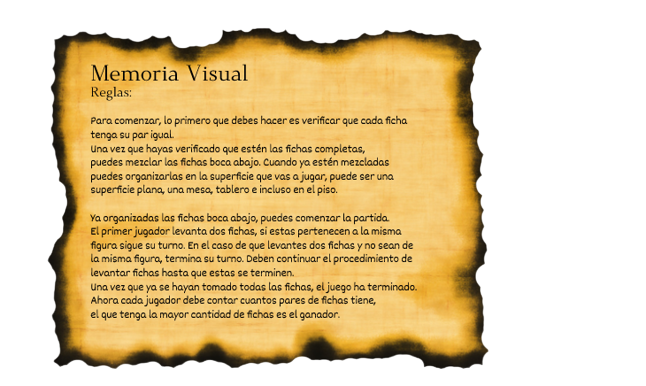 Memoria Visual
Reglas:
Para comenzar, lo primero que debes hacer es verificar que cada ficha
tenga su par igual.
Una vez que hayas verificado que estén las fichas completas,
puedes mezclar las fichas boca abajo. Cuando ya estén mezcladas
puedes organizarlas en la superficie que vas a jugar, puede ser una
superficie plana, una mesa, tablero e incluso en el piso.
Ya organizadas las fichas boca abajo, puedes comenzar la partida.
El primer jugador levanta dos fichas, si estas pertenecen a la misma
figura sigue su turno. En el caso de que levantes dos fichas y no sean de
la misma figura, termina su turno. Deben continuar el procedimiento de
levantar fichas hasta que estas se terminen.
Una vez que ya se hayan tomado todas las fichas, el juego ha terminado.
Ahora cada jugador debe contar cuantos pares de fichas tiene,
el que tenga la mayor cantidad de fichas es el ganador.